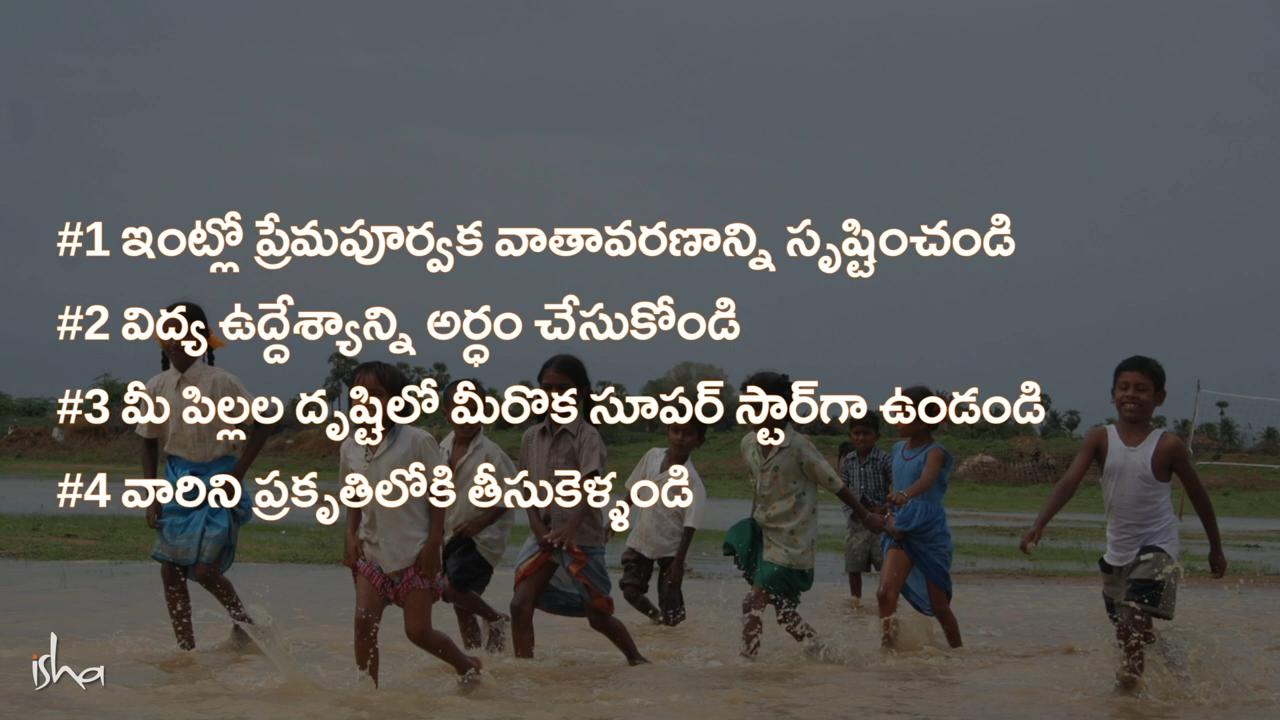 #1 ఇంట్లో ప్రేమపూర్వక వాతావరణాన్ని సృష్టించండి
#2 విద్య ఉద్దేశ్యాన్ని అర్ధం చేసుకోండి
#3 మీ పిల్లల దృష్టిలో మీరొక సూపర్ స్టార్‌గా ఉండండి
#4 వారిని ప్రకృతిలోకి తీసుకెళ్ళండి
isha